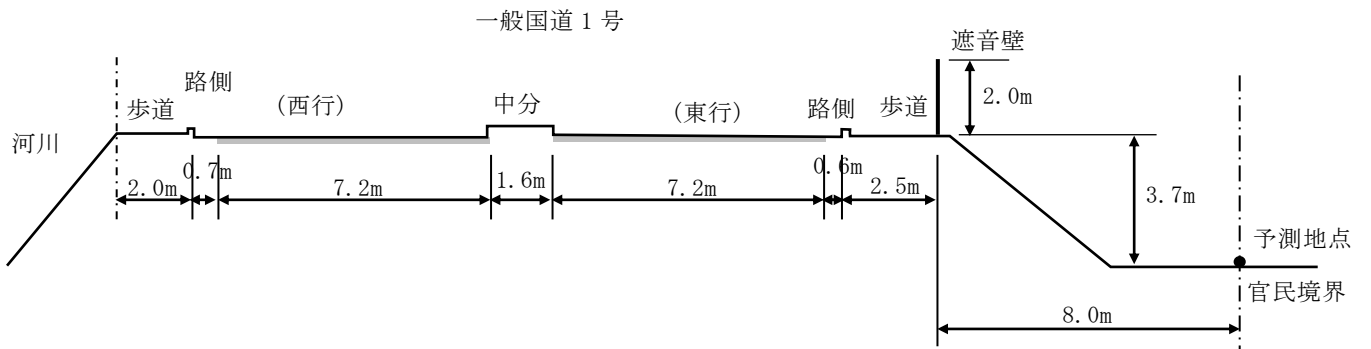 一般国道1号
遮音壁
路側
歩道
(西行)
中分
(東行)
路側
歩道
2.0m
河川
0.7m
0.6m
2.0m
7.2m
1.6m
7.2m
2.5m
3.7m
予測地点
官民境界
8.0m